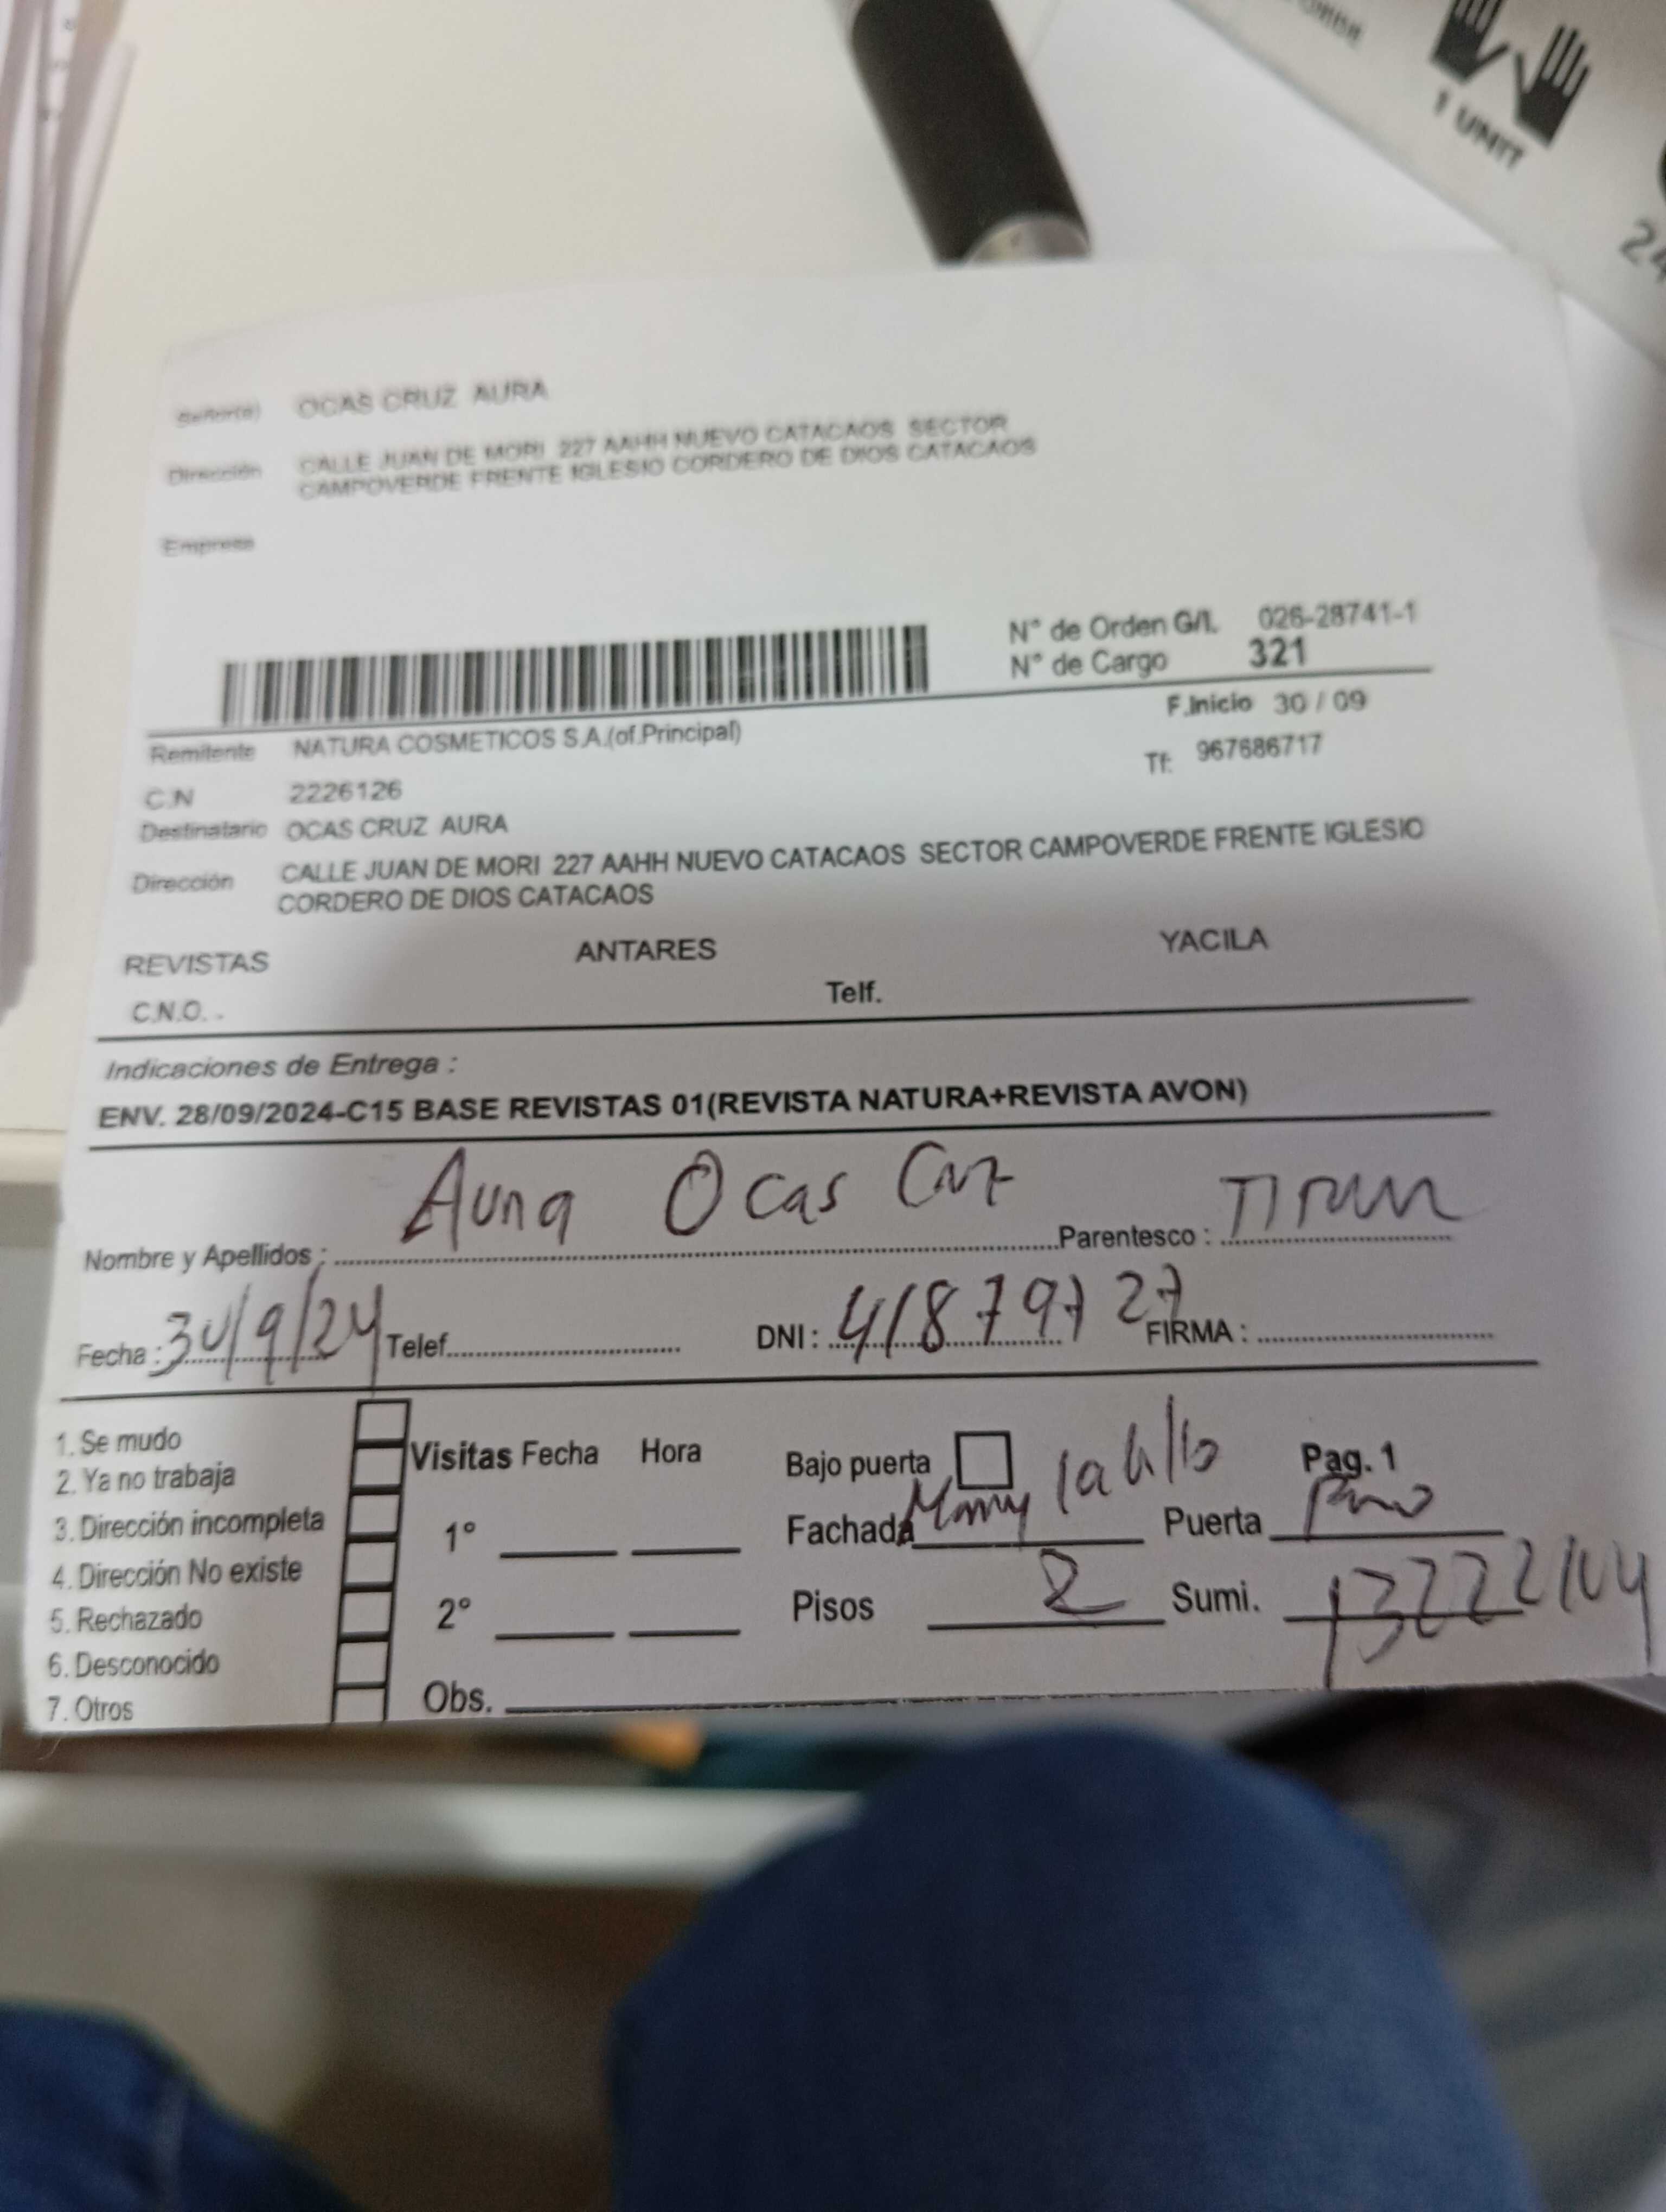 1 UNIT
24
Señor(a) OCAS CRUZ AURA
Dirección CALLE JUAN DE MORI 227 AAHH NUEVO CATACAOS SECTOR
CAMPOVERDE FRENTE IGLESIO CORDERO DE DIOS CATACAOS
Empresa
N° de Orden G/I. 026-28741-1
N° de Cargo 321
F.Inicio 30 / 09
Remitente NATURA COSMETICOS S.A.(of.Principal)
Tf: 967686717
C.N 2226126
Destinatario OCAS CRUZ AURA
Dirección CALLE JUAN DE MORI 227 AAHH NUEVO CATACAOS SECTOR CAMPOVERDE FRENTE IGLESIO
CORDERO DE DIOS CATACAOS
REVISTAS ANTARES YACILA
C.N.O. . Telf.
Indicaciones de Entrega :
ENV. 28/09/2024-C15 BASE REVISTAS 01(REVISTA NATURA+REVISTA AVON)
Nombre y Apellidos : Aura Ocas Cruz Parentesco :
Fecha : 30/9/24 Telef. DNI : FIRMA :
1. Se mudo
2. Ya no trabaja
3. Dirección incompleta
4. Dirección No existe
5. Rechazado
6. Desconocido
7. Otros
Visitas Fecha Hora
1°
2°
Obs.
Bajo puerta Pag. 1
Fachada Puerta
Pisos 2 Sumi.